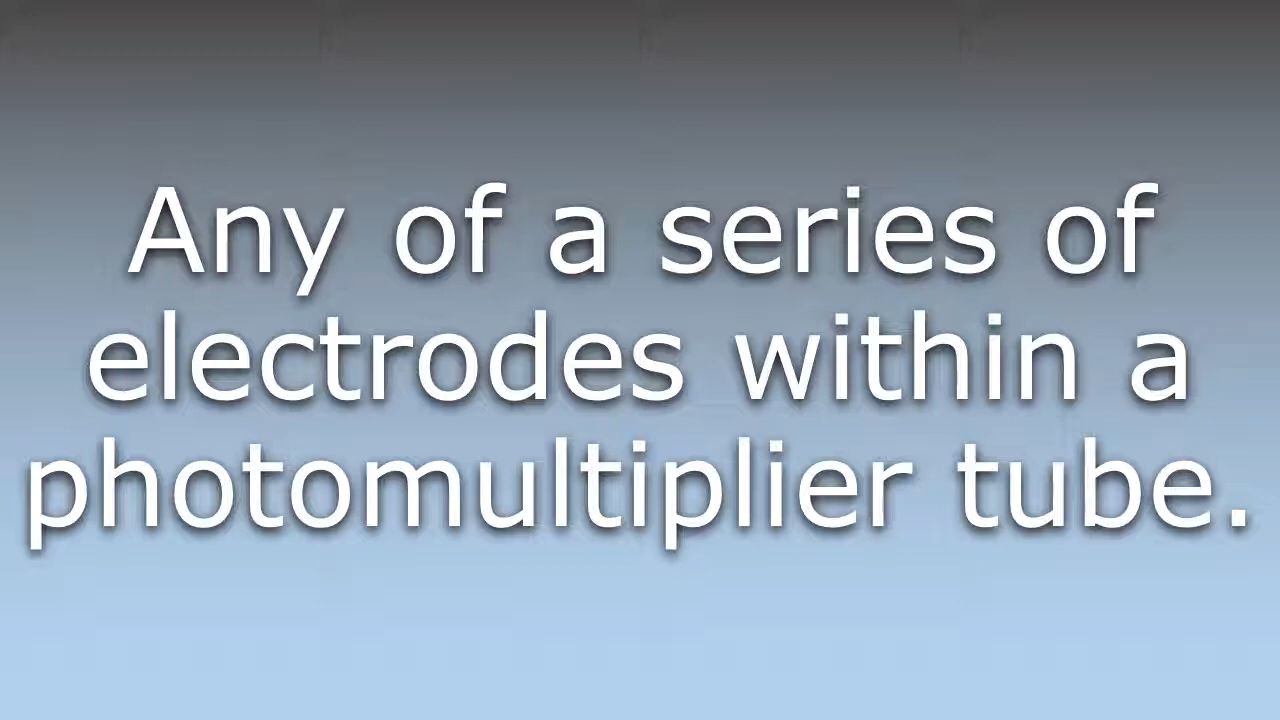 Any of a series of
electrodes within a
photomultiplier tube.